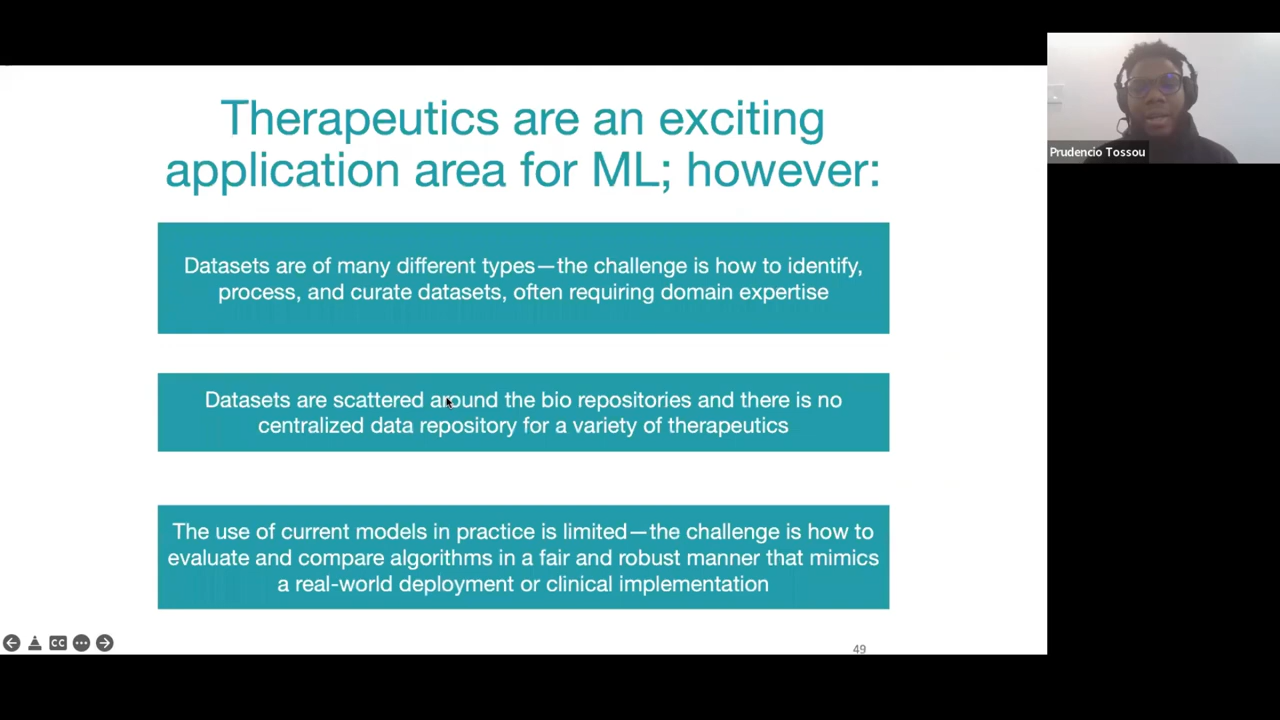 Therapeutics are an exciting
application area for ML; however:
Prudencio Tossou
Datasets are of many different types—the challenge is how to identify,
process, and curate datasets, often requiring domain expertise
Datasets are scattered around the bio repositories and there is no
centralized data repository for a variety of therapeutics
The use of current models in practice is limited—the challenge is how to
evaluate and compare algorithms in a fair and robust manner that mimics
a real-world deployment or clinical implementation
CC
49